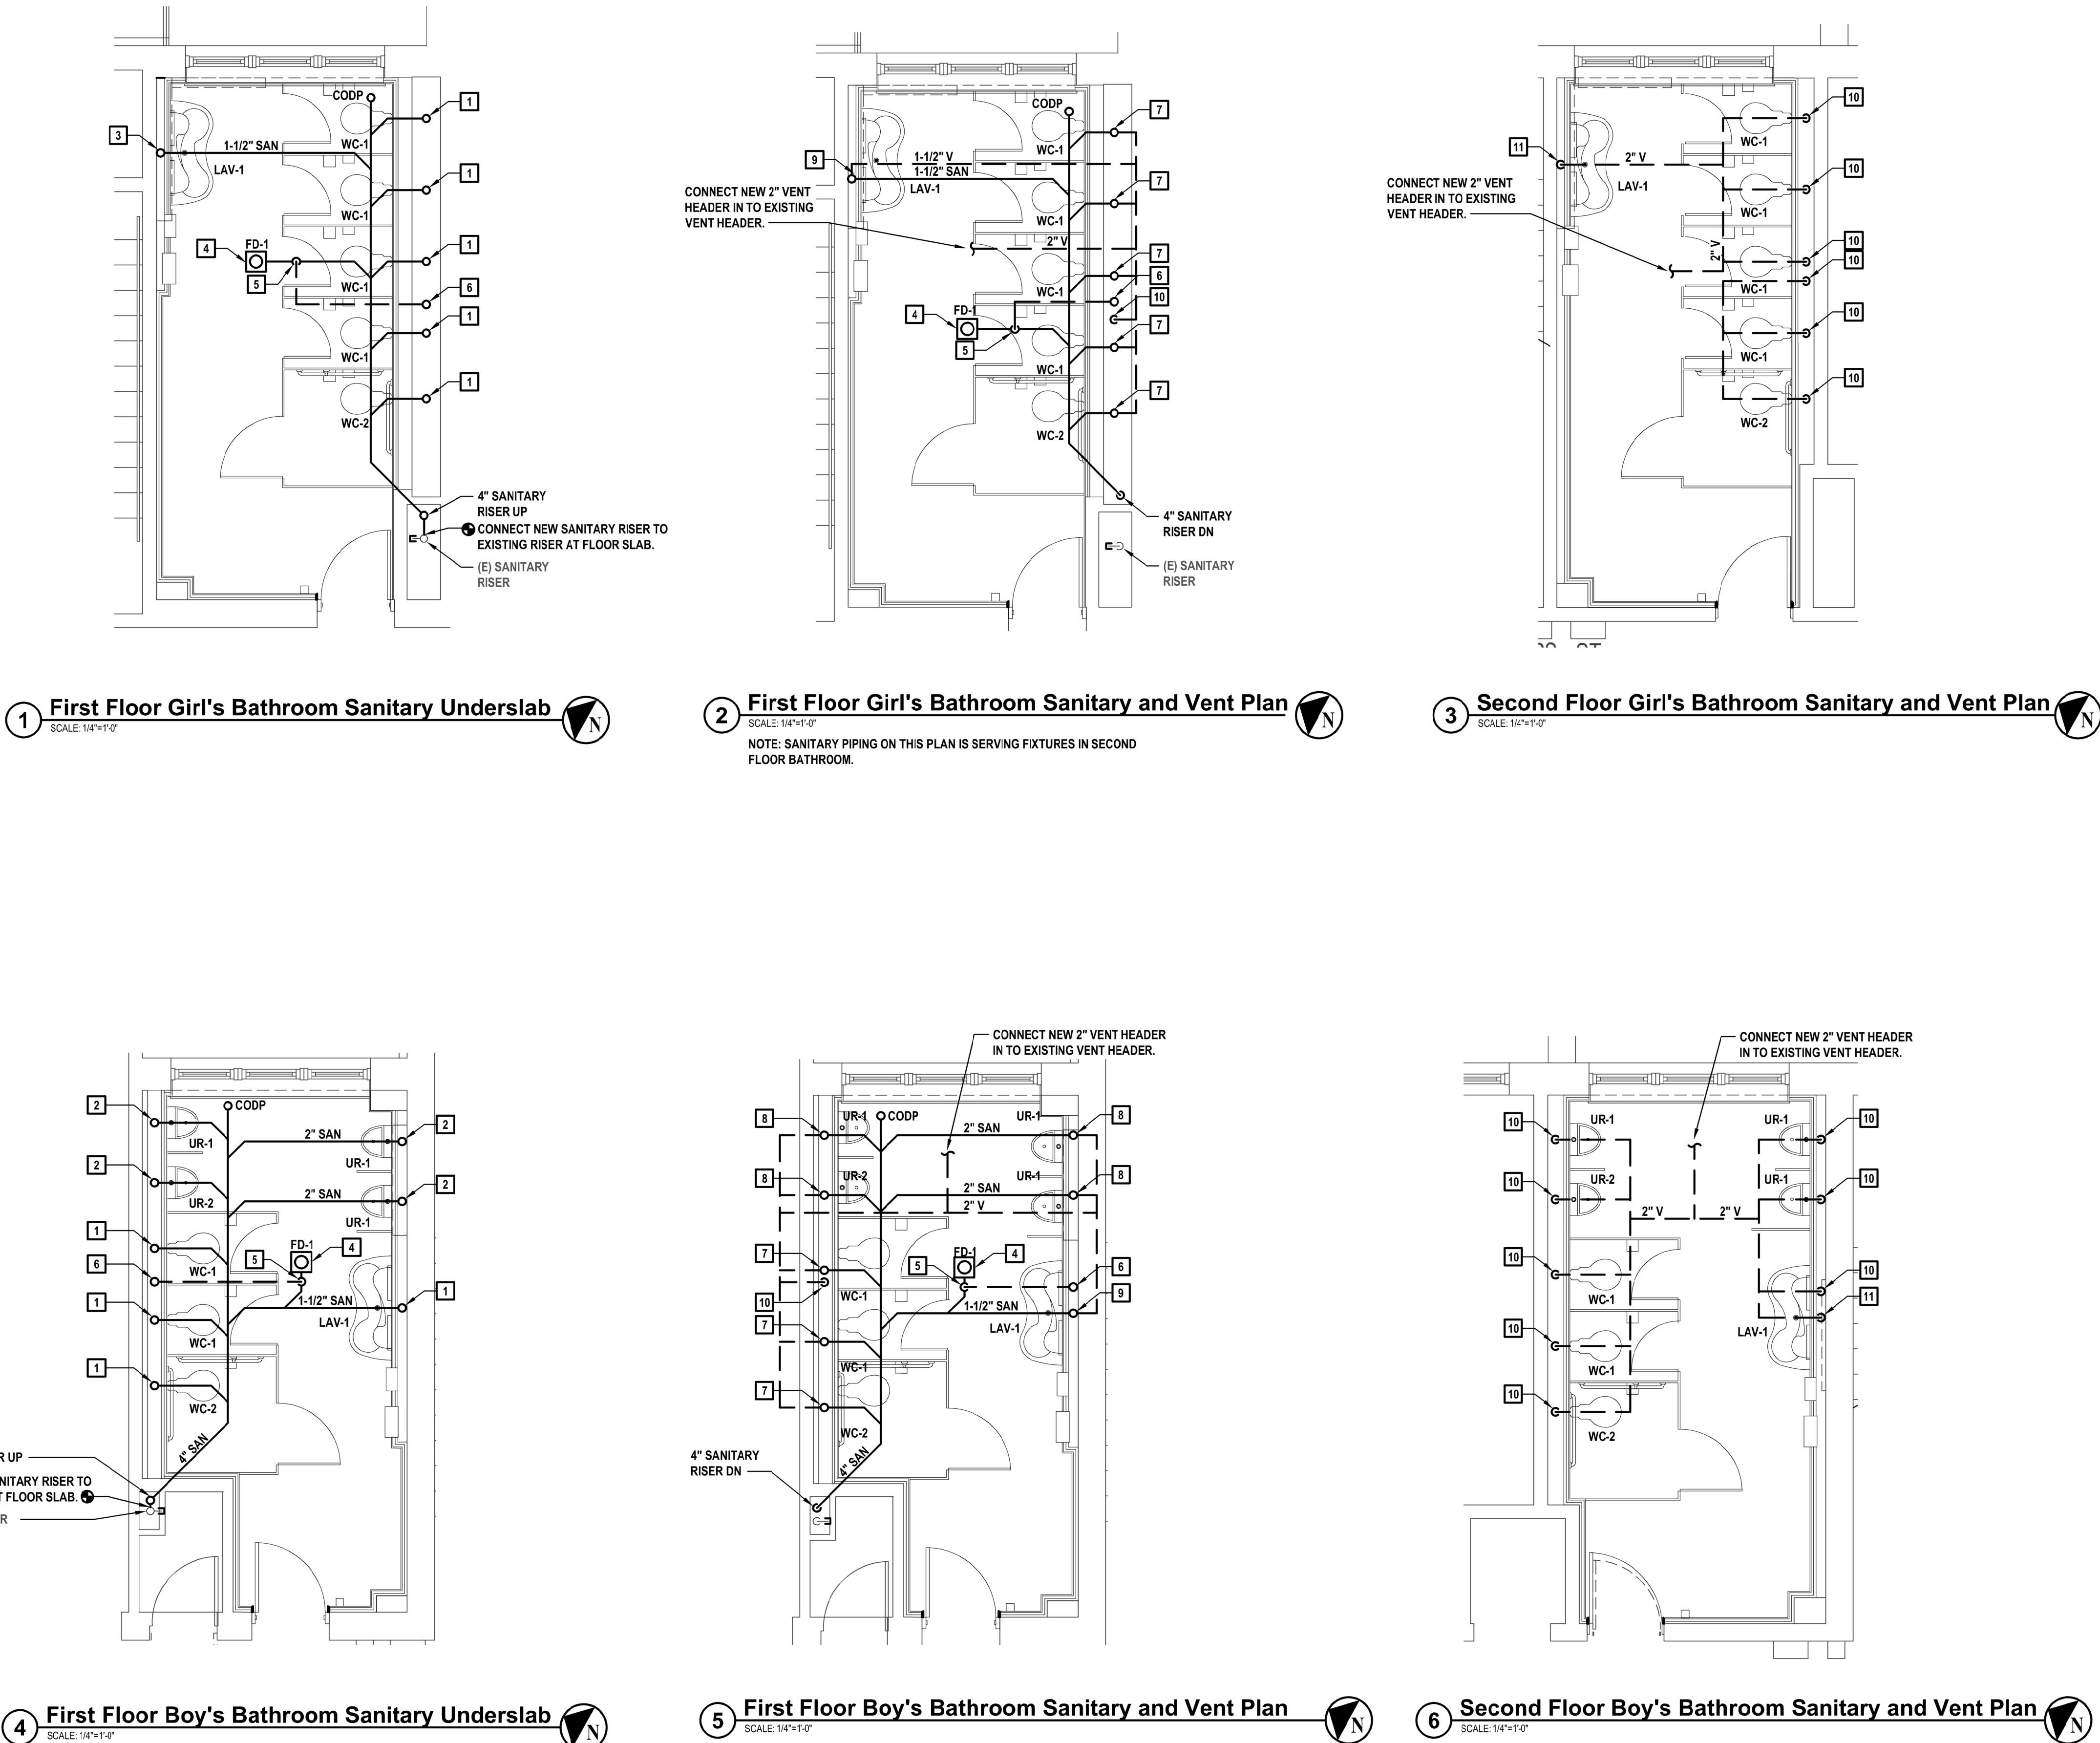 CODP
1
3
1-1/2" SAN
WC-1
LAV-1
1
WC-1
4
FD-1
1
5
WC-1
6
1
WC-1
1
WC-2
4" SANITARY
RISER UP
CONNECT NEW SANITARY RISER TO
EXISTING RISER AT FLOOR SLAB.
(E) SANITARY
RISER
1
First Floor Girl's Bathroom Sanitary Underslab
SCALE: 1/4"=1'-0"
N
CODP
7
WC-1
9
1-1/2" V
1-1/2" SAN
LAV-1
7
CONNECT NEW 2" VENT
HEADER IN TO EXISTING
VENT HEADER.
WC-1
2" V
7
6
WC-1
10
4
FD-1
7
5
WC-1
7
WC-2
4" SANITARY
RISER DN
(E) SANITARY
RISER
2
First Floor Girl's Bathroom Sanitary and Vent Plan
SCALE: 1/4"=1'-0"
N
NOTE: SANITARY PIPING ON THIS PLAN IS SERVING FIXTURES IN SECOND
FLOOR BATHROOM.
10
WC-1
11
2" V
LAV-1
10
CONNECT NEW 2" VENT
HEADER IN TO EXISTING
VENT HEADER.
WC-1
2" V
10
10
WC-1
10
WC-1
10
WC-2
3
Second Floor Girl's Bathroom Sanitary and Vent Plan
SCALE: 1/4"=1'-0"
N
CODP
2
2
UR-1
2" SAN
UR-1
2
2
UR-2
2" SAN
UR-1
1
FD-1
4
5
6
WC-1
1
1-1/2" SAN
1
LAV-1
WC-1
1
WC-2
4" SAN
R UP
NITARY RISER TO
T FLOOR SLAB.
R
4
First Floor Boy's Bathroom Sanitary Underslab
SCALE: 1/4"=1'-0"
N
CONNECT NEW 2" VENT HEADER
IN TO EXISTING VENT HEADER.
8
UR-1
CODP
UR-1
8
2" SAN
8
UR-2
UR-1
8
2" SAN
2" V
7
FD-1
4
5
6
10
WC-1
1-1/2" SAN
9
7
LAV-1
WC-1
7
WC-2
4" SANITARY
RISER DN
4" SAN
5
First Floor Boy's Bathroom Sanitary and Vent Plan
SCALE: 1/4"=1'-0"
N
CONNECT NEW 2" VENT HEADER
IN TO EXISTING VENT HEADER.
10
UR-1
UR-1
10
10
UR-2
UR-1
10
2" V
2" V
10
WC-1
10
11
10
LAV-1
WC-1
10
WC-2
6
Second Floor Boy's Bathroom Sanitary and Vent Plan
SCALE: 1/4"=1'-0"
N